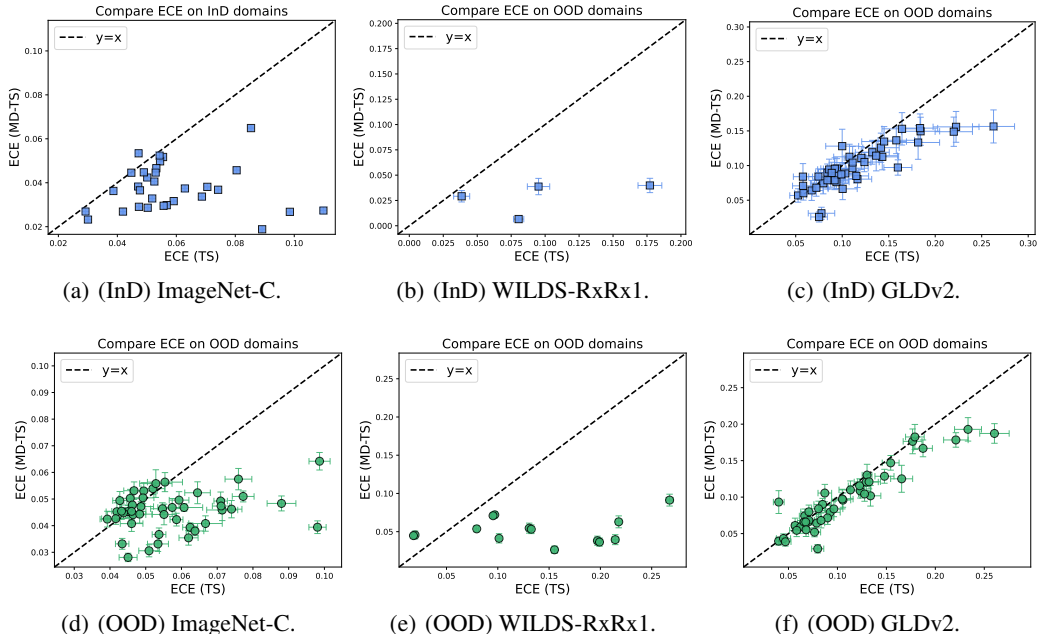 Compare ECE on InD domains
y=x
0.10
0.08
0.06
0.04
0.02
ECE (MD-TS)
0.02 0.04 0.06 0.08 0.10
ECE (TS)
(a) (InD) ImageNet-C.
Compare ECE on OOD domains
y=x
0.200
0.175
0.150
0.125
0.100
0.075
0.050
0.025
0.000
ECE (MD-TS)
0.000 0.025 0.050 0.075 0.100 0.125 0.150 0.175 0.200
ECE (TS)
(b) (InD) WILDS-RxRx1.
Compare ECE on OOD domains
y=x
0.30
0.25
0.20
0.15
0.10
0.05
0.00
ECE (MD-TS)
0.05 0.10 0.15 0.20 0.25 0.30
ECE (TS)
(c) (InD) GLDv2.
Compare ECE on OOD domains
y=x
0.10
0.09
0.08
0.07
0.06
0.05
0.04
0.03
ECE (MD-TS)
0.03 0.04 0.05 0.06 0.07 0.08 0.09 0.10
ECE (TS)
(d) (OOD) ImageNet-C.
Compare ECE on OOD domains
y=x
0.25
0.20
0.15
0.10
0.05
ECE (MD-TS)
0.05 0.10 0.15 0.20 0.25
ECE (TS)
(e) (OOD) WILDS-RxRx1.
Compare ECE on OOD domains
y=x
0.25
0.20
0.15
0.10
0.05
ECE (MD-TS)
0.00 0.05 0.10 0.15 0.20 0.25
ECE (TS)
(f) (OOD) GLDv2.